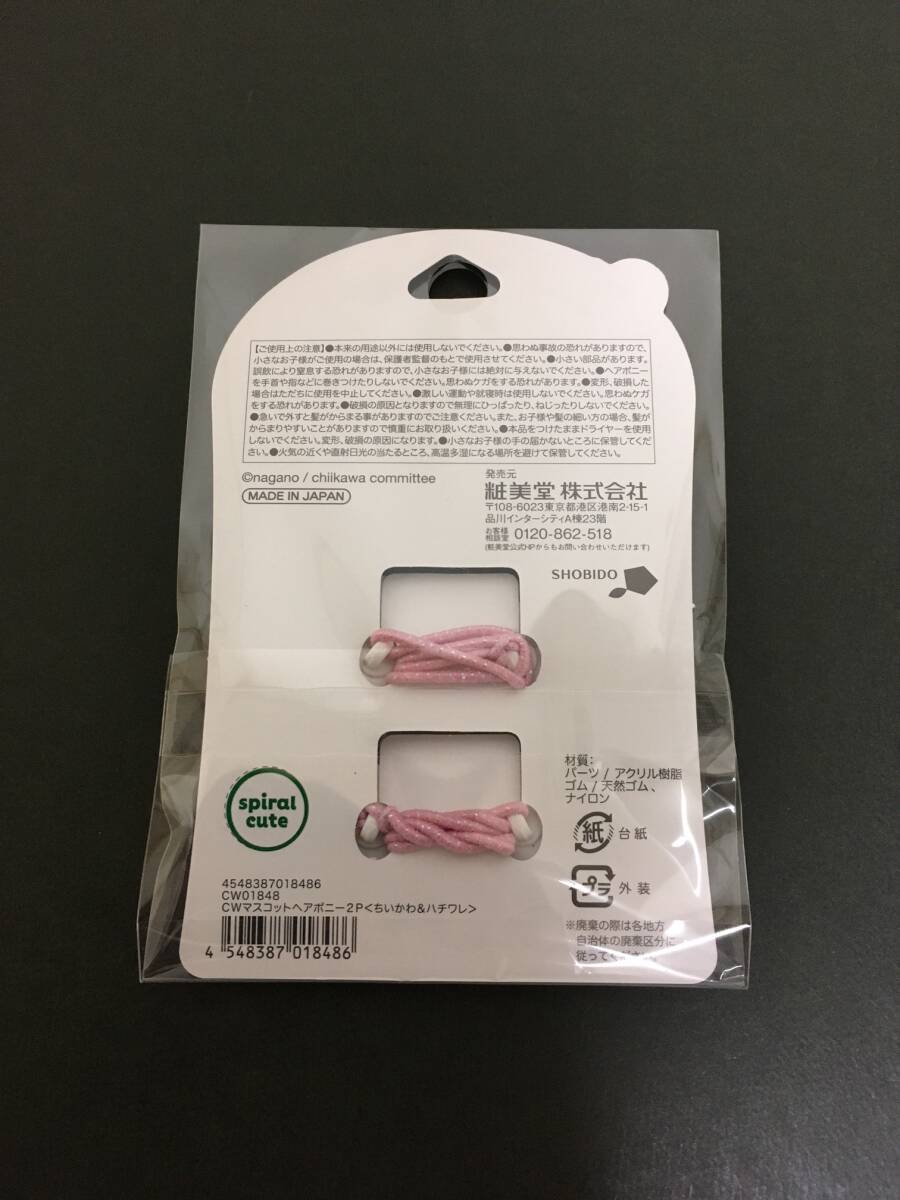 【ご使用上の注意】●本来の用途以外には使用しないでください。●思わぬ事故の恐れがありますので、
小さなお子様がご使用の場合は、保護者監督のもとで使用させてください。●小さい部品があります。
誤飲により窒息する恐れがありますので、小さなお子様には絶対に与えないでください。●ヘアポニー
を手首や指などに巻きつけたりしないでください。思わぬケガをする恐れがあります。●変形、破損した
場合はただちに使用を中止してください。●激しい運動や就寝時は使用しないでください。思わぬケガ
をする恐れがあります。●破損の原因となりますので無理にひっぱったり、ねじったりしないでください。
●急いで外すと髪がからまる事がありますのでご注意ください。また、お子様や髪の細い方の場合、髪が
からまりやすいことがありますので慎重にお取り扱いください。●本品をつけたままドライヤーを使用
しないでください。変形、破損の原因になります。●小さなお子様の手の届かないところに保管してくだ
さい。●火気の近くや直射日光の当たるところ、高温多湿になる場所を避けて保管してください。
©nagano / chiikawa committee
MADE IN JAPAN
発売元
粧美堂 株式会社
〒108-6023東京都港区港南2-15-1
品川インターシティA棟23階
お客様相談室 0120-862-518
(粧美堂公式HPからもお問い合わせいただけます)
SHOBIDO
spiral
cute
材質:
パーツ / アクリル樹脂
ゴム / 天然ゴム、
ナイロン
紙 台紙
プラ 外装
※廃棄の際は各地方
自治体の廃棄区分に
従ってください。
4548387018486
CW01848
CWマスコットヘアポニー2P<ちいかわ&ハチワレ>
4 548387 018486